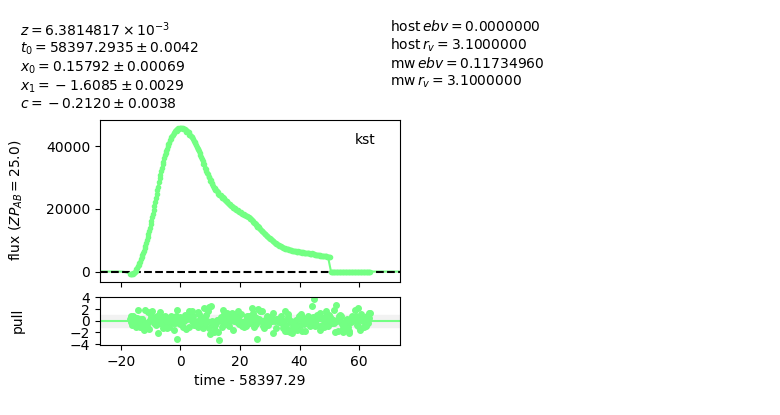 z = 6.3814817 × 10⁻³
t₀ = 58397.2935 ± 0.0042
x₀ = 0.15792 ± 0.00069
x₁ = −1.6085 ± 0.0029
c = −0.2120 ± 0.0038
host ebv = 0.0000000
host r_v = 3.1000000
mw ebv = 0.11734960
mw r_v = 3.1000000
kst
flux (ZP_AB = 25.0)
40000
20000
0
pull
4
2
0
−2
−4
−20 0 20 40 60
time - 58397.29